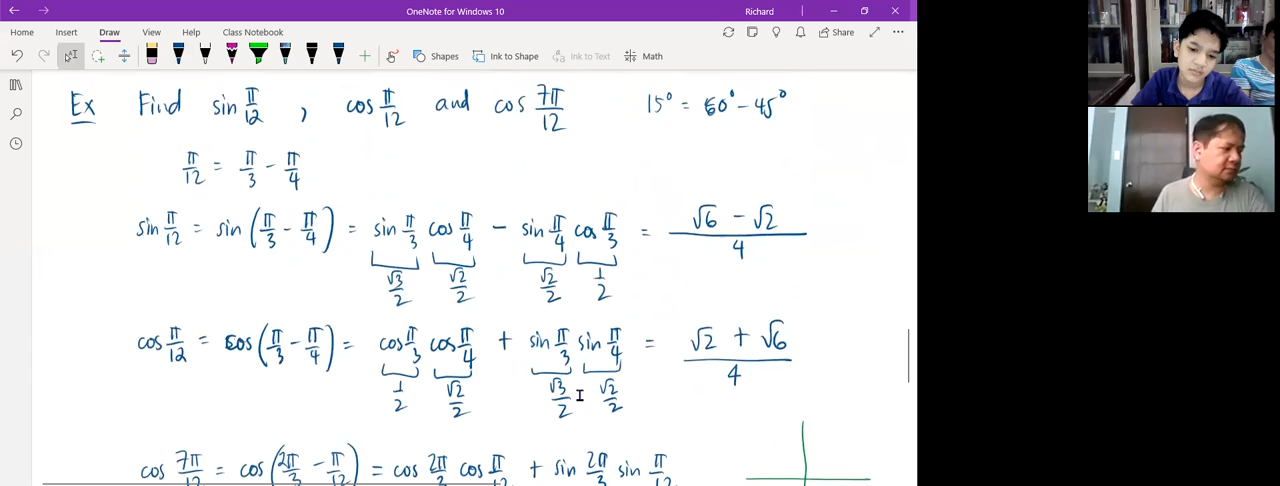 OneNote for Windows 10
Richard
Home Insert Draw View Help Class Notebook
Share
Shapes Ink to Shape Ink to Text Math
Ex Find sin π/12 , cos π/12 and cos 7π/12 15° = 60° − 45°
π/12 = π/3 − π/4
sin π/12 = sin (π/3 − π/4) = sin π/3 cos π/4 − sin π/4 cos π/3 = (√6 − √2)/4
√3/2 √2/2 √2/2 1/2
cos π/12 = cos (π/3 − π/4) = cos π/3 cos π/4 + sin π/3 sin π/4 = (√2 + √6)/4
1/2 √2/2 √3/2 √2/2
cos 7π/12 = cos (2π/3 − π/12) = cos 2π/3 cos π/12 + sin 2π/3 sin π/12